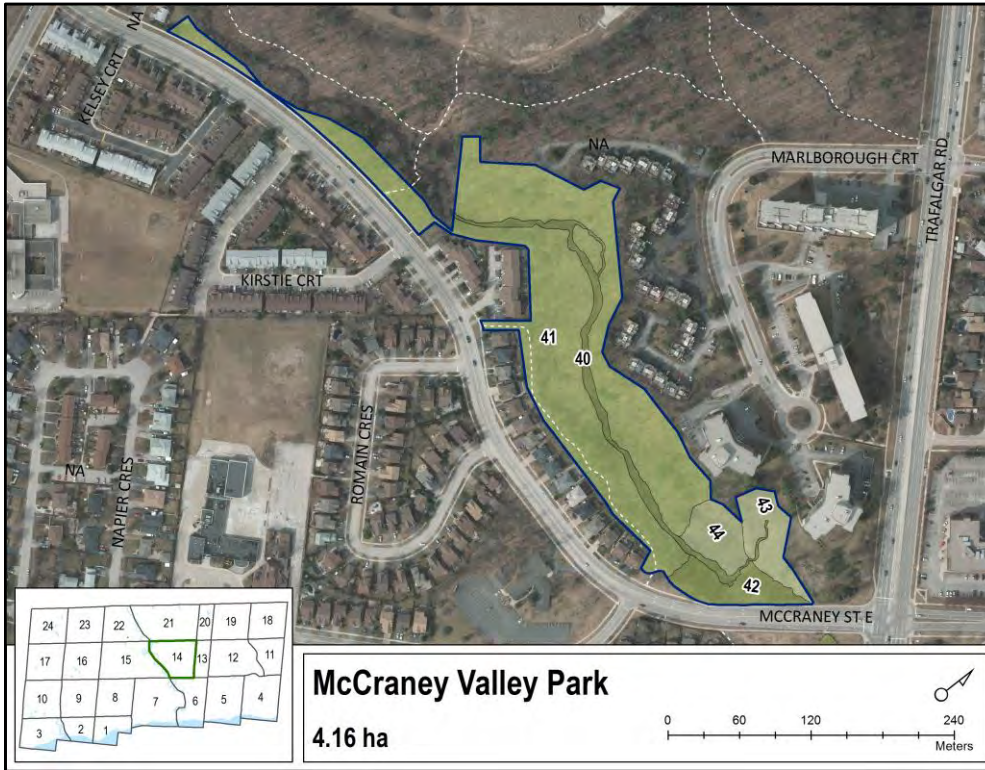 NA
KELSEY CRT
NA
MARLBOROUGH CRT
TRAFALGAR RD
KIRSTIE CRT
41
40
ROMAIN CRES
NA
NAPIER CRES
43
44
42
MCCRANEY ST E
24 23 22 21 20 19 18
17 16 15 14 13 12 11
10 9 8 7 6 5 4
3 2 1
McCraney Valley Park
4.16 ha
0 60 120 240
Meters